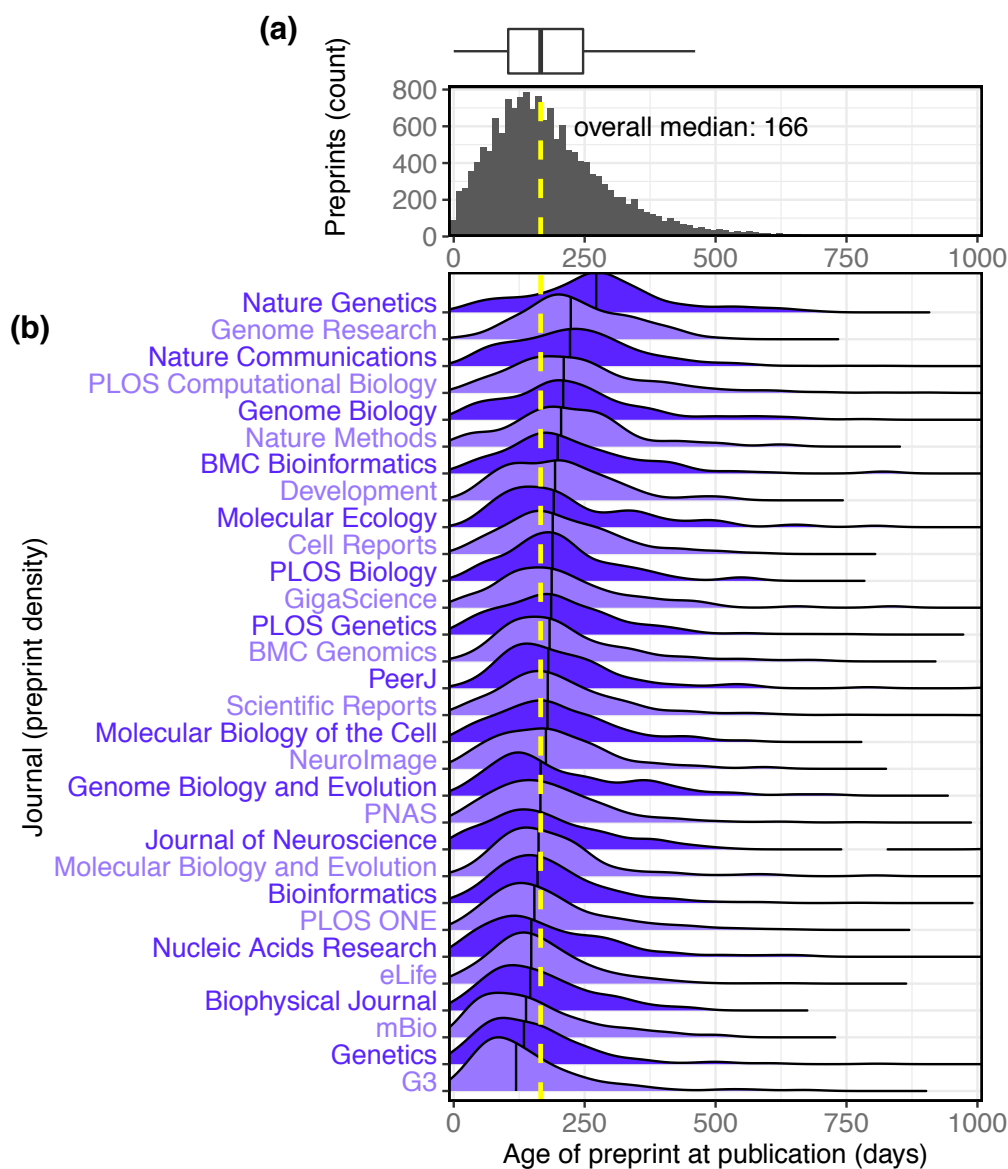 (a)
Preprints (count)
800
600
400
200
0
overall median: 166
0 250 500 750 1000
(b)
Journal (preprint density)
Nature Genetics
Genome Research
Nature Communications
PLOS Computational Biology
Genome Biology
Nature Methods
BMC Bioinformatics
Development
Molecular Ecology
Cell Reports
PLOS Biology
GigaScience
PLOS Genetics
BMC Genomics
PeerJ
Scientific Reports
Molecular Biology of the Cell
NeuroImage
Genome Biology and Evolution
PNAS
Journal of Neuroscience
Molecular Biology and Evolution
Bioinformatics
PLOS ONE
Nucleic Acids Research
eLife
Biophysical Journal
mBio
Genetics
G3
0 250 500 750 1000
Age of preprint at publication (days)